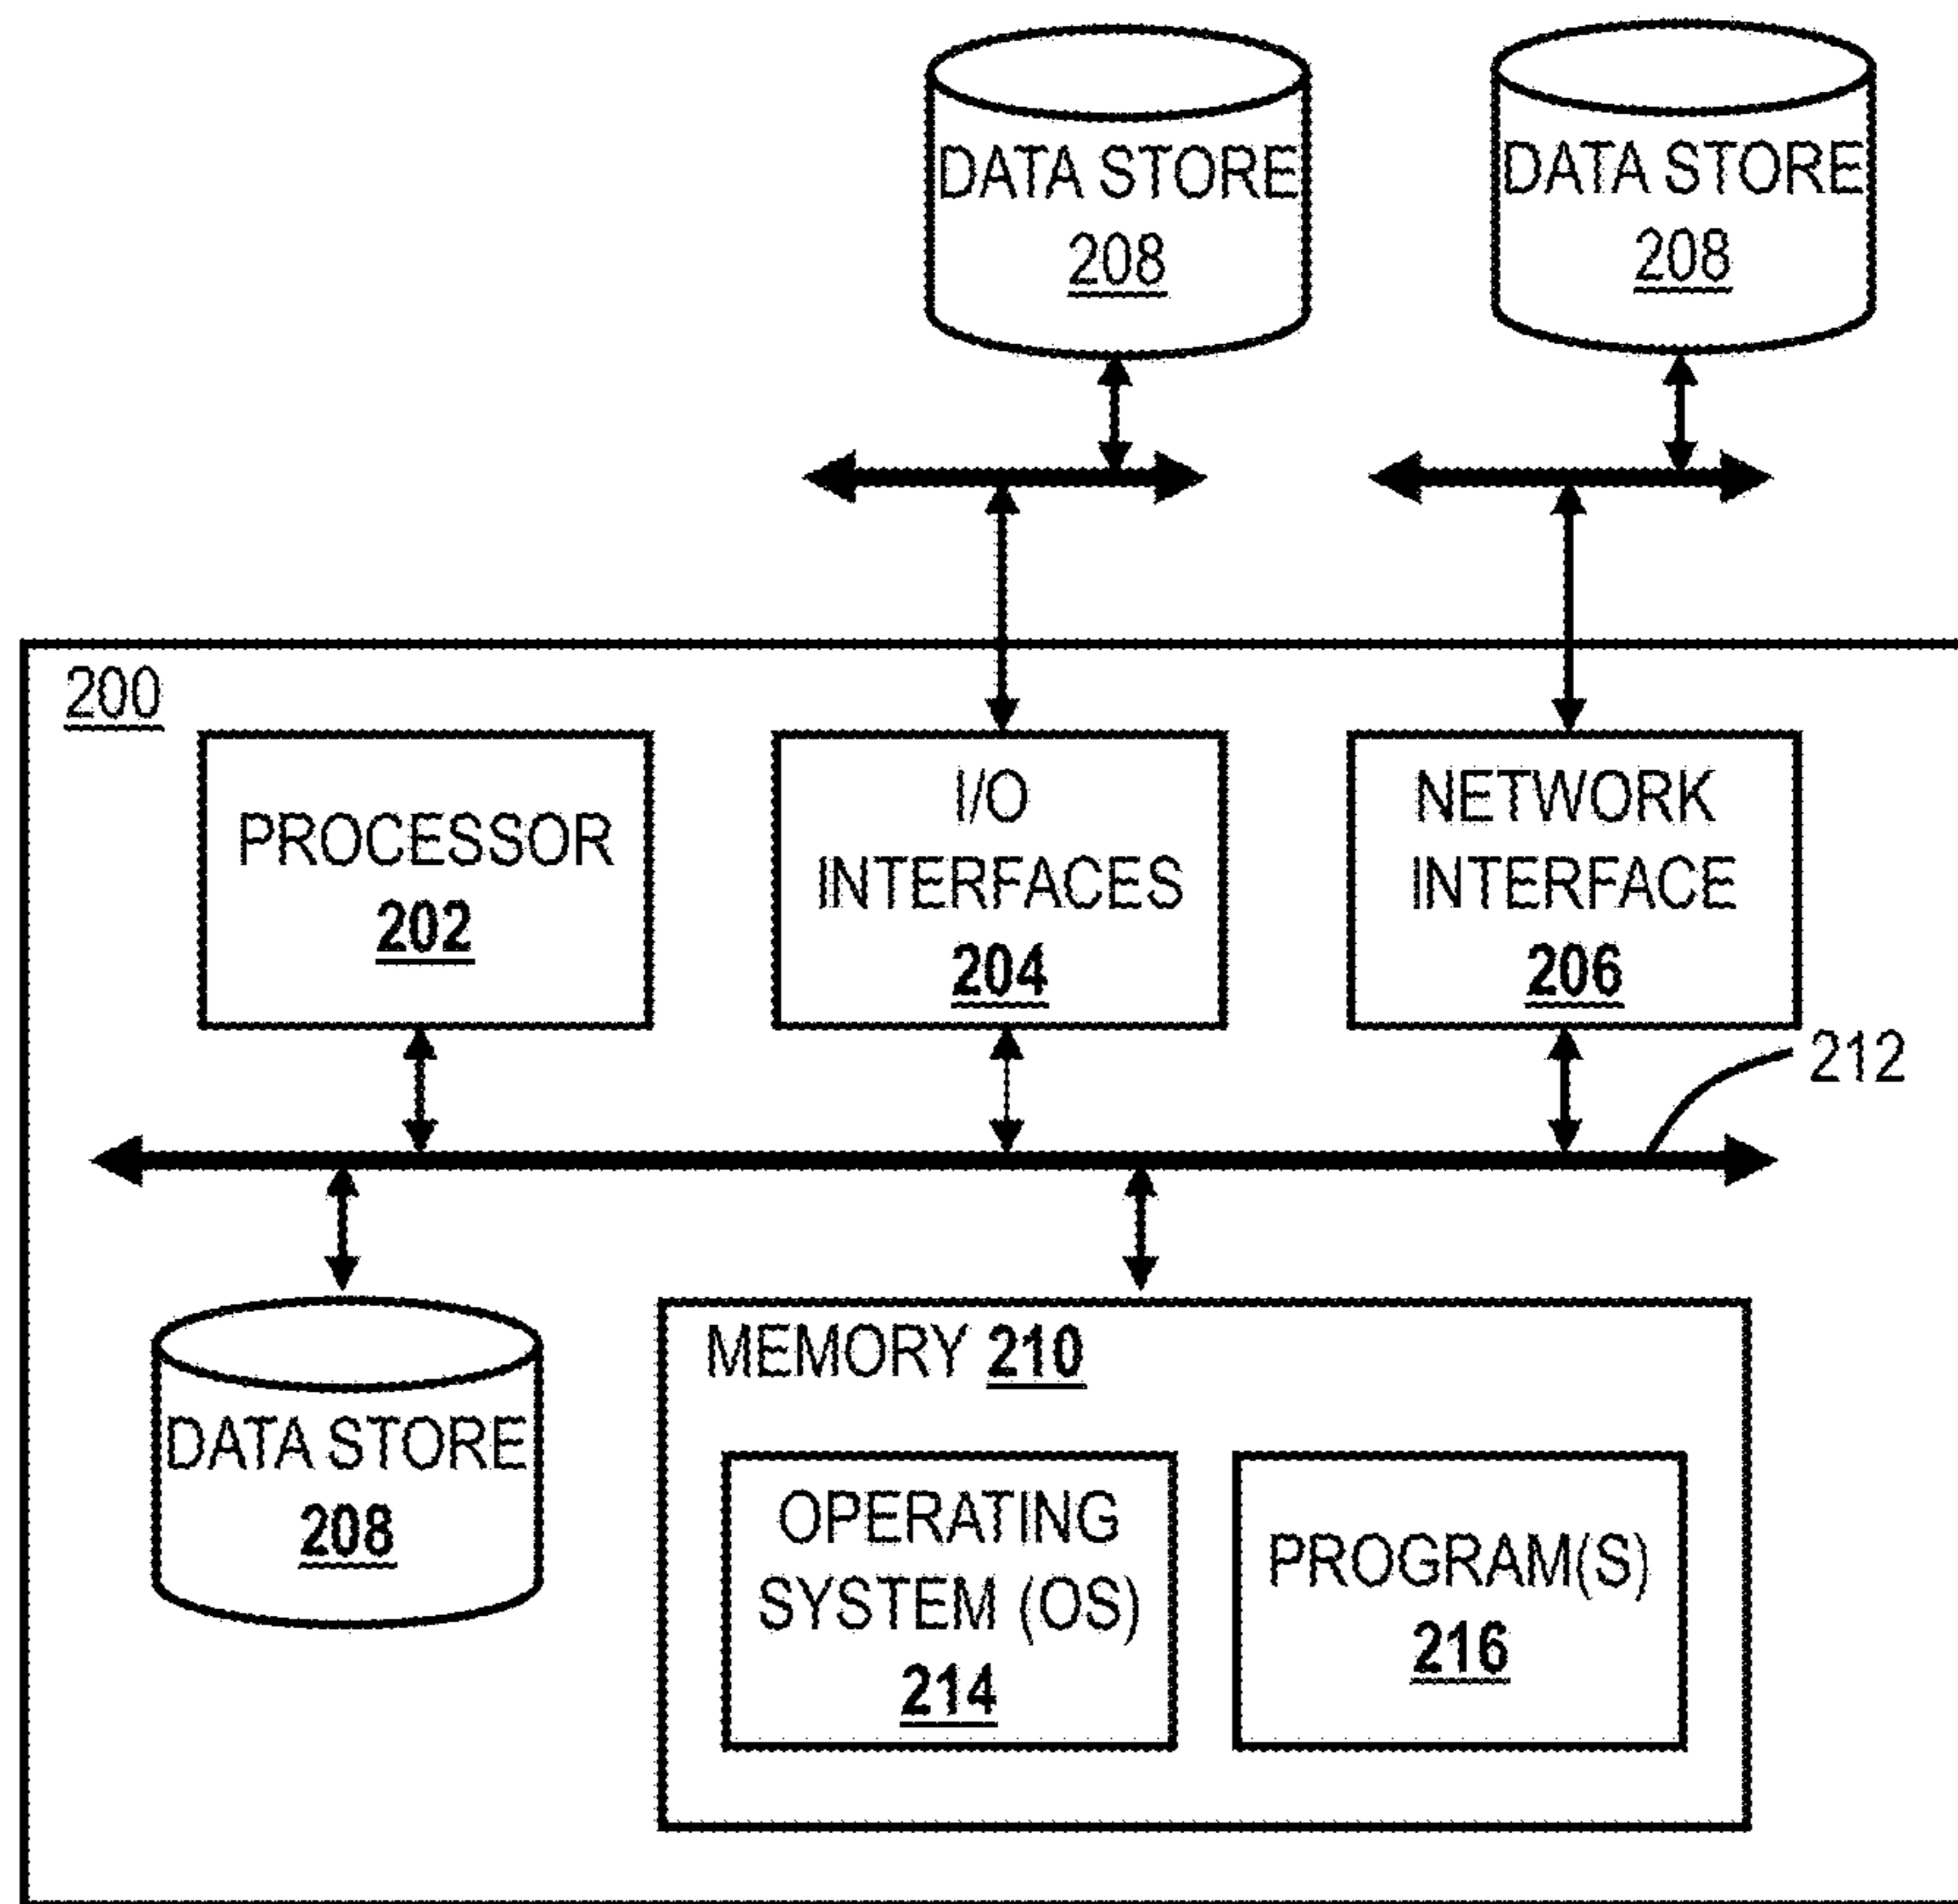 DATA STORE
208
DATA STORE
208
200
PROCESSOR
202
I/O
INTERFACES
204
NETWORK
INTERFACE
206
212
DATA STORE
208
MEMORY 210
OPERATING
SYSTEM (OS)
214
PROGRAM(S)
216